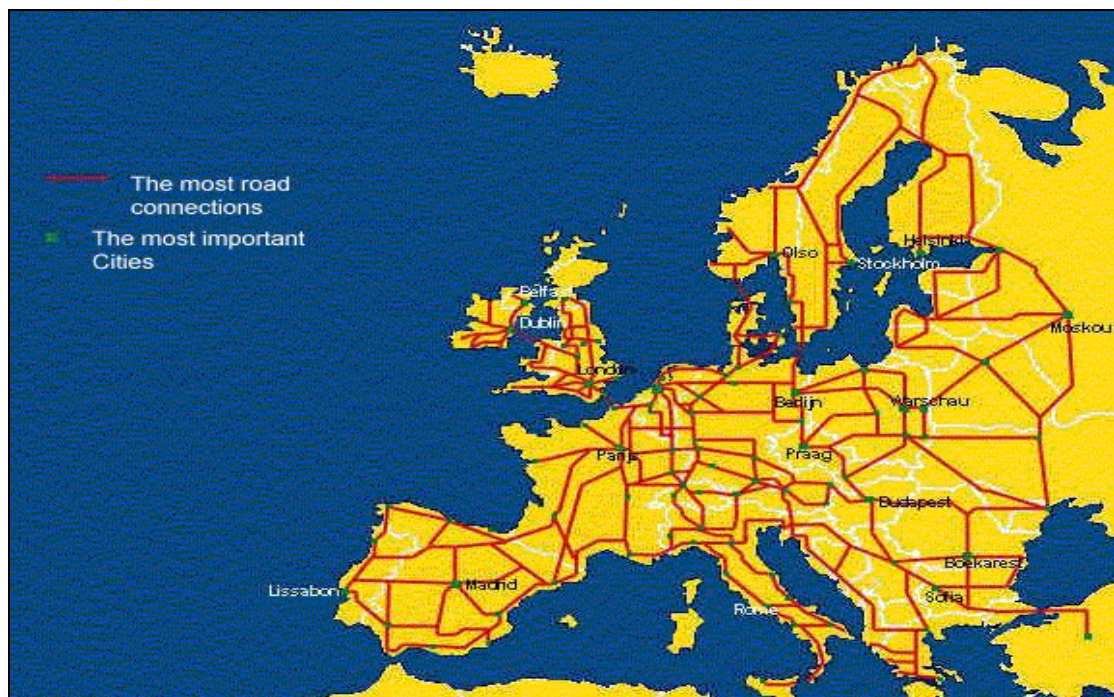 The most road
connections
The most important
Cities
Olso
Helsinki
Stockholm
Belfast
Dublin
Moskou
London
Berlijn
Warschau
Parijs
Praag
Budapest
Boekarest
Lissabon
Madrid
Rome
Sofia